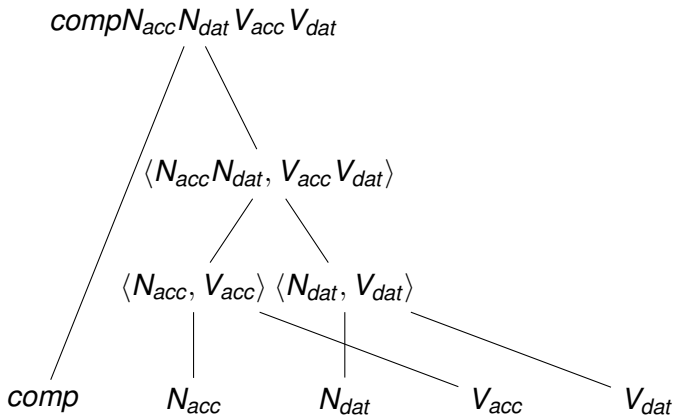 compN_acc N_dat V_acc V_dat
⟨N_acc N_dat, V_acc V_dat⟩
⟨N_acc, V_acc⟩ ⟨N_dat, V_dat⟩
comp N_acc N_dat V_acc V_dat